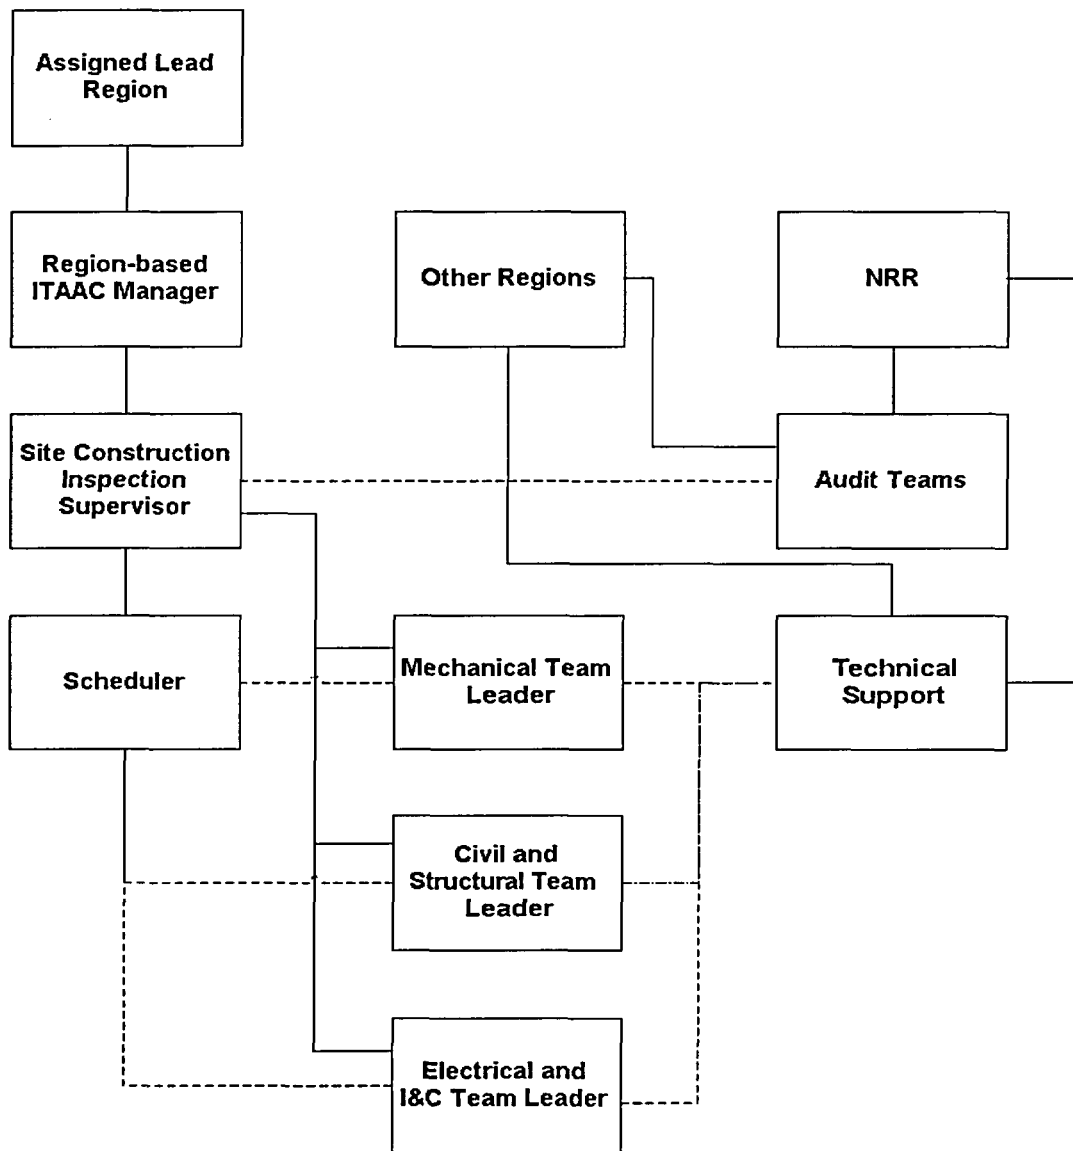 Assigned Lead
Region
Region-based
ITAAC Manager
Other Regions
NRR
Site Construction
Inspection
Supervisor
Audit Teams
Scheduler
Mechanical Team
Leader
Technical
Support
Civil and
Structural Team
Leader
Electrical and
I&C Team Leader